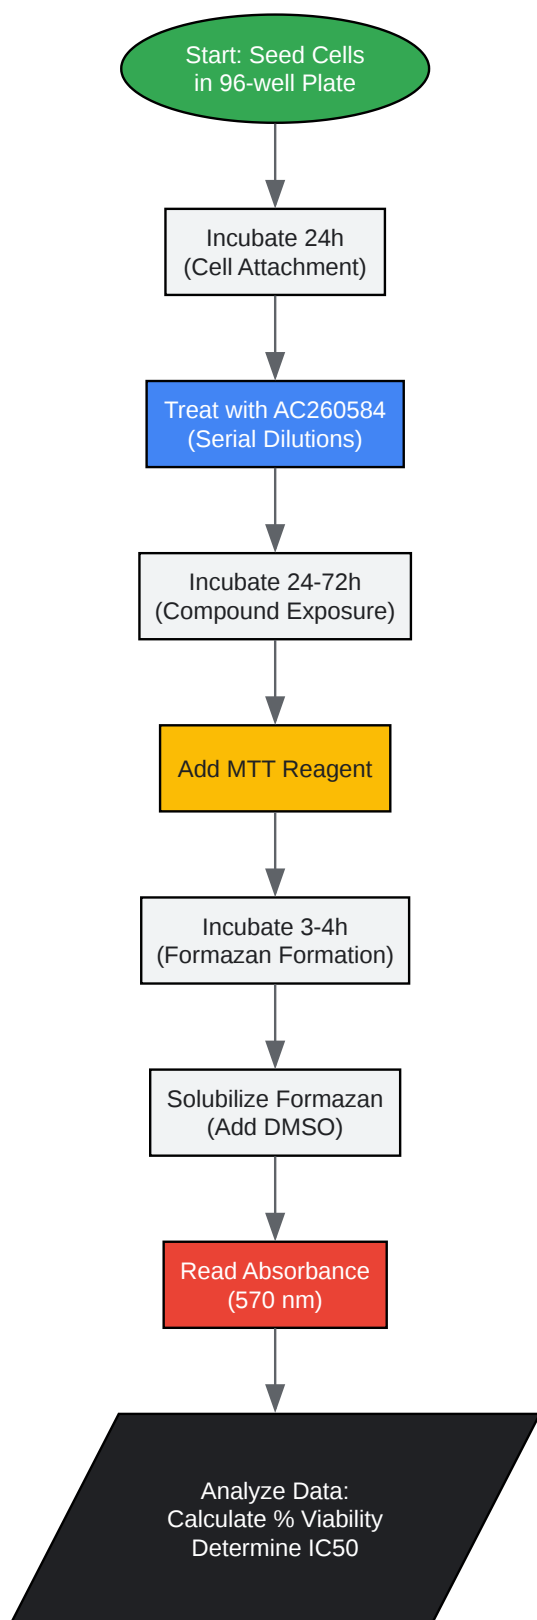 Start: Seed Cells
in 96-well Plate
Incubate 24h
(Cell Attachment)
Treat with AC260584
(Serial Dilutions)
Incubate 24-72h
(Compound Exposure)
Add MTT Reagent
Incubate 3-4h
(Formazan Formation)
Solubilize Formazan
(Add DMSO)
Read Absorbance
(570 nm)
Analyze Data:
Calculate % Viability
Determine IC50